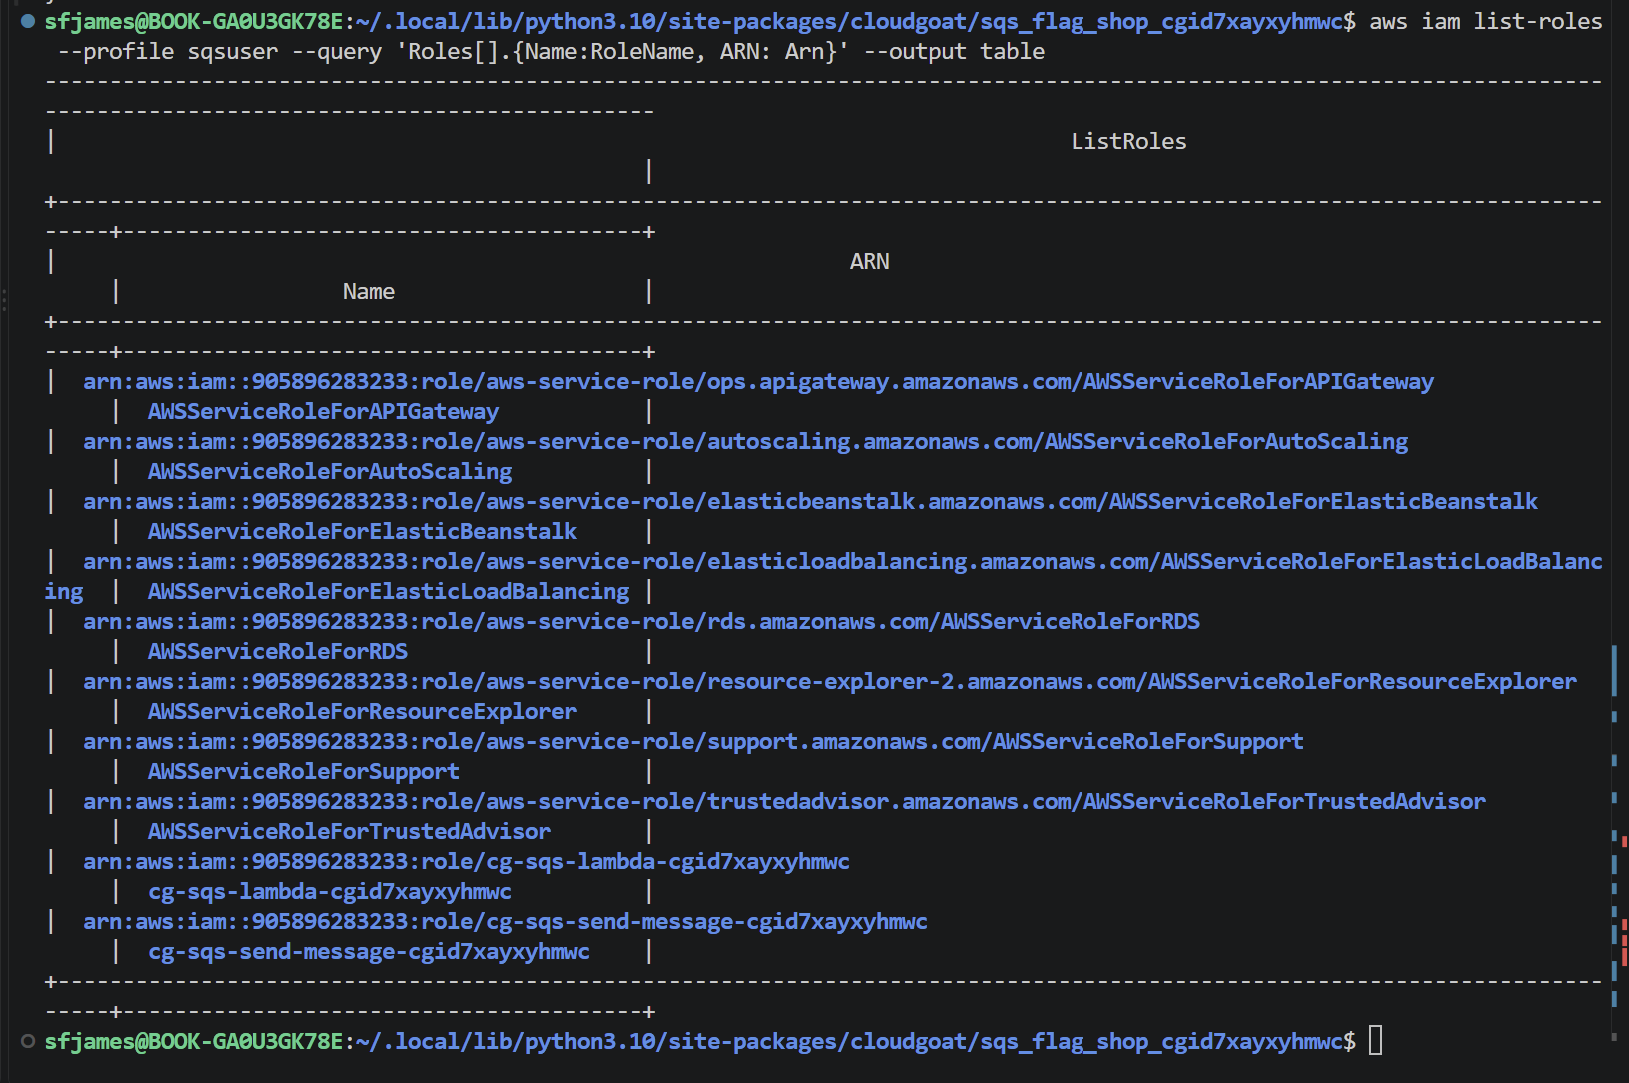 sfjames@BOOK-GA0U3GK78E:~/.local/lib/python3.10/site-packages/cloudgoat/sqs_flag_shop_cgid7xayxyhmwc$ aws iam list-roles
 --profile sqsuser --query 'Roles[].{Name:RoleName, ARN: Arn}' --output table
------------------------------------------------------------------------------------------------------------------------
-----------------------------------------------
|                                                                              ListRoles
                                              |
+-----------------------------------------------------------------------------------------------------------------------
-----+----------------------------------------+
|                                                             ARN
     |                 Name                   |
+-----------------------------------------------------------------------------------------------------------------------
-----+----------------------------------------+
|  arn:aws:iam::905896283233:role/aws-service-role/ops.apigateway.amazonaws.com/AWSServiceRoleForAPIGateway
     |  AWSServiceRoleForAPIGateway           |
|  arn:aws:iam::905896283233:role/aws-service-role/autoscaling.amazonaws.com/AWSServiceRoleForAutoScaling
     |  AWSServiceRoleForAutoScaling          |
|  arn:aws:iam::905896283233:role/aws-service-role/elasticbeanstalk.amazonaws.com/AWSServiceRoleForElasticBeanstalk
     |  AWSServiceRoleForElasticBeanstalk     |
|  arn:aws:iam::905896283233:role/aws-service-role/elasticloadbalancing.amazonaws.com/AWSServiceRoleForElasticLoadBalanc
ing  |  AWSServiceRoleForElasticLoadBalancing |
|  arn:aws:iam::905896283233:role/aws-service-role/rds.amazonaws.com/AWSServiceRoleForRDS
     |  AWSServiceRoleForRDS                  |
|  arn:aws:iam::905896283233:role/aws-service-role/resource-explorer-2.amazonaws.com/AWSServiceRoleForResourceExplorer
     |  AWSServiceRoleForResourceExplorer     |
|  arn:aws:iam::905896283233:role/aws-service-role/support.amazonaws.com/AWSServiceRoleForSupport
     |  AWSServiceRoleForSupport              |
|  arn:aws:iam::905896283233:role/aws-service-role/trustedadvisor.amazonaws.com/AWSServiceRoleForTrustedAdvisor
     |  AWSServiceRoleForTrustedAdvisor       |
|  arn:aws:iam::905896283233:role/cg-sqs-lambda-cgid7xayxyhmwc
     |  cg-sqs-lambda-cgid7xayxyhmwc          |
|  arn:aws:iam::905896283233:role/cg-sqs-send-message-cgid7xayxyhmwc
     |  cg-sqs-send-message-cgid7xayxyhmwc    |
+-----------------------------------------------------------------------------------------------------------------------
-----+----------------------------------------+
sfjames@BOOK-GA0U3GK78E:~/.local/lib/python3.10/site-packages/cloudgoat/sqs_flag_shop_cgid7xayxyhmwc$